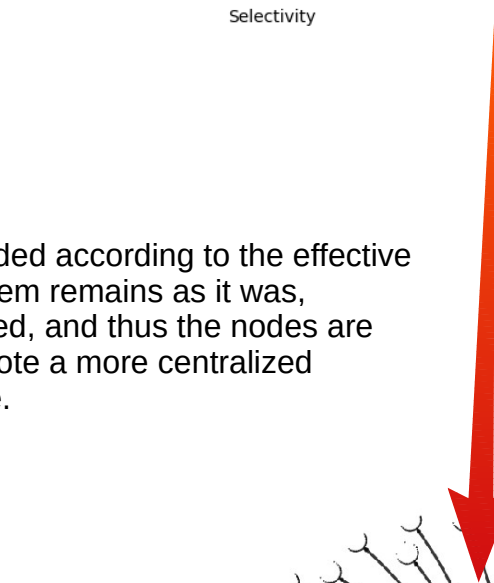 Selectivity
ded according to the effective
em remains as it was,
ed, and thus the nodes are
ote a more centralized
.